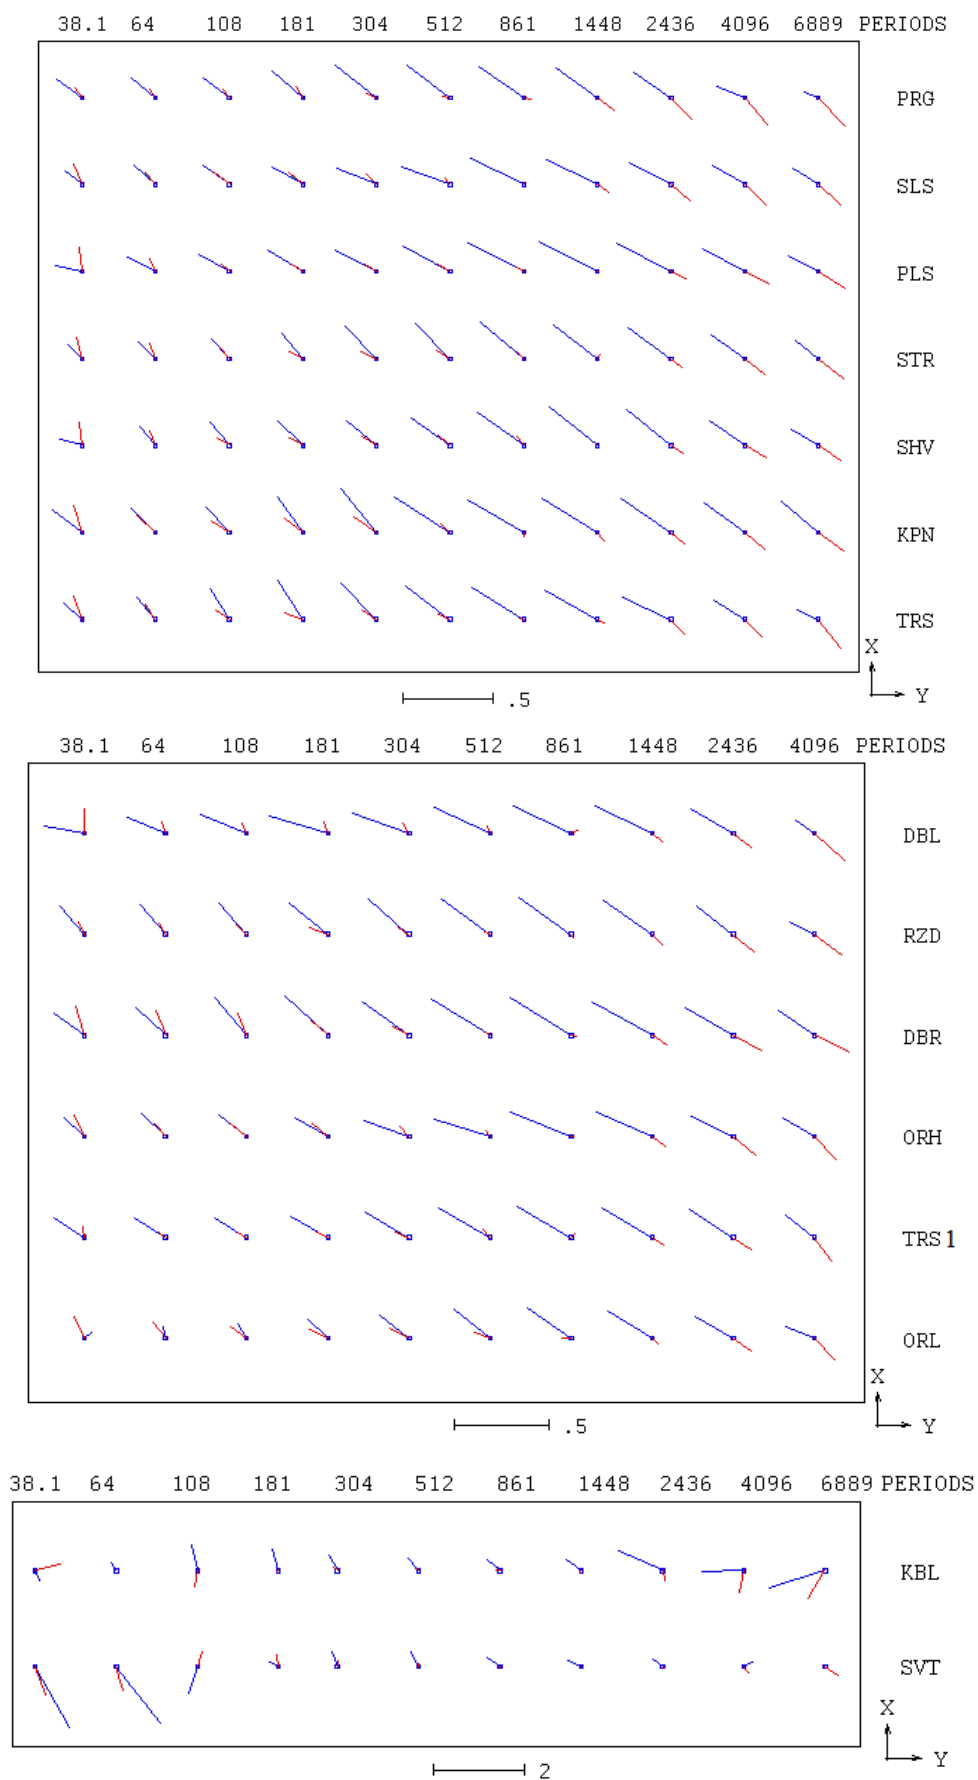 38.1 64 108 181 304 512 861 1448 2436 4096 6889 PERIODS
PRG
SLS
PLS
STR
SHV
KPN
TRS
X
Y
.5
38.1 64 108 181 304 512 861 1448 2436 4096 PERIODS
DBL
RZD
DBR
ORH
TRS1
ORL
X
Y
.5
38.1 64 108 181 304 512 861 1448 2436 4096 6889 PERIODS
KBL
SVT
X
Y
2